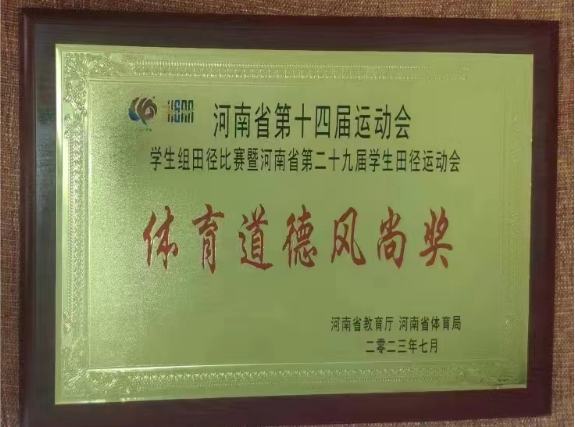 河南省第十四届运动会
学生组田径比赛暨河南省第二十九届学生田径运动会
体育道德风尚奖
河南省教育厅 河南省体育局
二零二三年七月